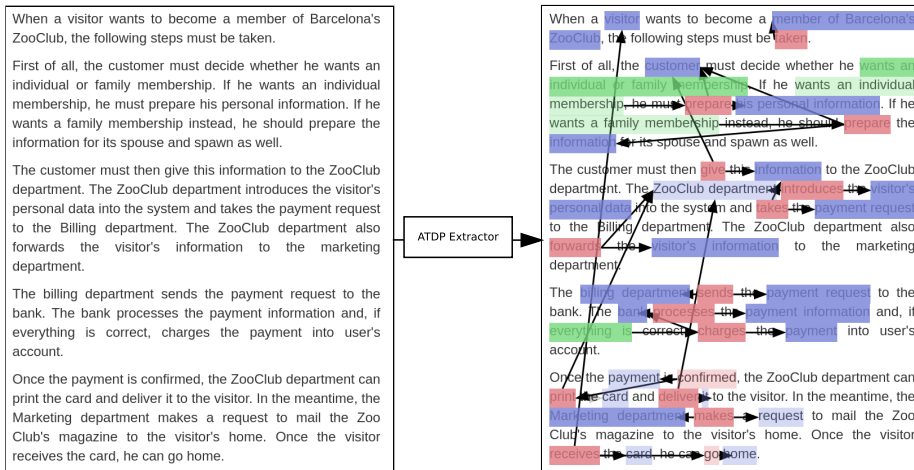 When a visitor wants to become a member of Barcelona's
ZooClub, the following steps must be taken.
First of all, the customer must decide whether he wants an
individual or family membership. If he wants an individual
membership, he must prepare his personal information. If he
wants a family membership instead, he should prepare the
information for its spouse and spawn as well.
The customer must then give this information to the ZooClub
department. The ZooClub department introduces the visitor's
personal data into the system and takes the payment request
to the Billing department. The ZooClub department also
forwards the visitor's information to the marketing
department.
The billing department sends the payment request to the
bank. The bank processes the payment information and, if
everything is correct, charges the payment into user's
account.
Once the payment is confirmed, the ZooClub department can
print the card and deliver it to the visitor. In the meantime, the
Marketing department makes a request to mail the Zoo
Club's magazine to the visitor's home. Once the visitor
receives the card, he can go home.
ATDP Extractor
When a visitor wants to become a member of Barcelona's
ZooClub, the following steps must be taken.
First of all, the customer must decide whether he wants an
individual or family membership. If he wants an individual
membership, he must prepare his personal information. If he
wants a family membership instead, he should prepare the
information for its spouse and spawn as well.
The customer must then give this information to the ZooClub
department. The ZooClub department introduces the visitor's
personal data into the system and takes the payment request
to the Billing department. The ZooClub department also
forwards the visitor's information to the marketing
department.
The billing department sends the payment request to the
bank. The bank processes the payment information and, if
everything is correct, charges the payment into user's
account.
Once the payment is confirmed, the ZooClub department can
print the card and deliver it to the visitor. In the meantime, the
Marketing department makes a request to mail the Zoo
Club's magazine to the visitor's home. Once the visitor
receives the card, he can go home.